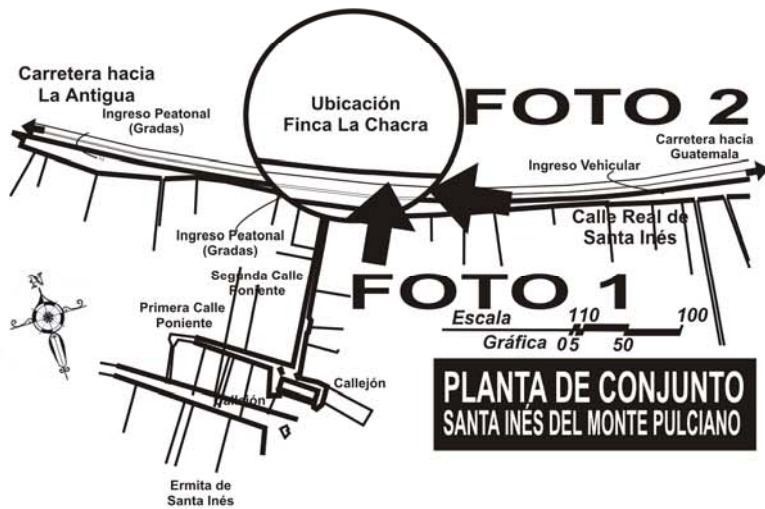 Carretera hacia
La Antigua
Ingreso Peatonal
(Gradas)
Ubicación
Finca La Chacra
FOTO 2
Carretera hacia
Guatemala
Ingreso Vehicular
Calle Real de
Santa Inés
Ingreso Peatonal
(Gradas)
Segunda Calle
Poniente
FOTO 1
Primera Calle
Poniente
Escala
Gráfica
110
100
05
50
Callejón
Callejón
PLANTA DE CONJUNTO
SANTA INÉS DEL MONTE PULCIANO
Ermita de
Santa Inés